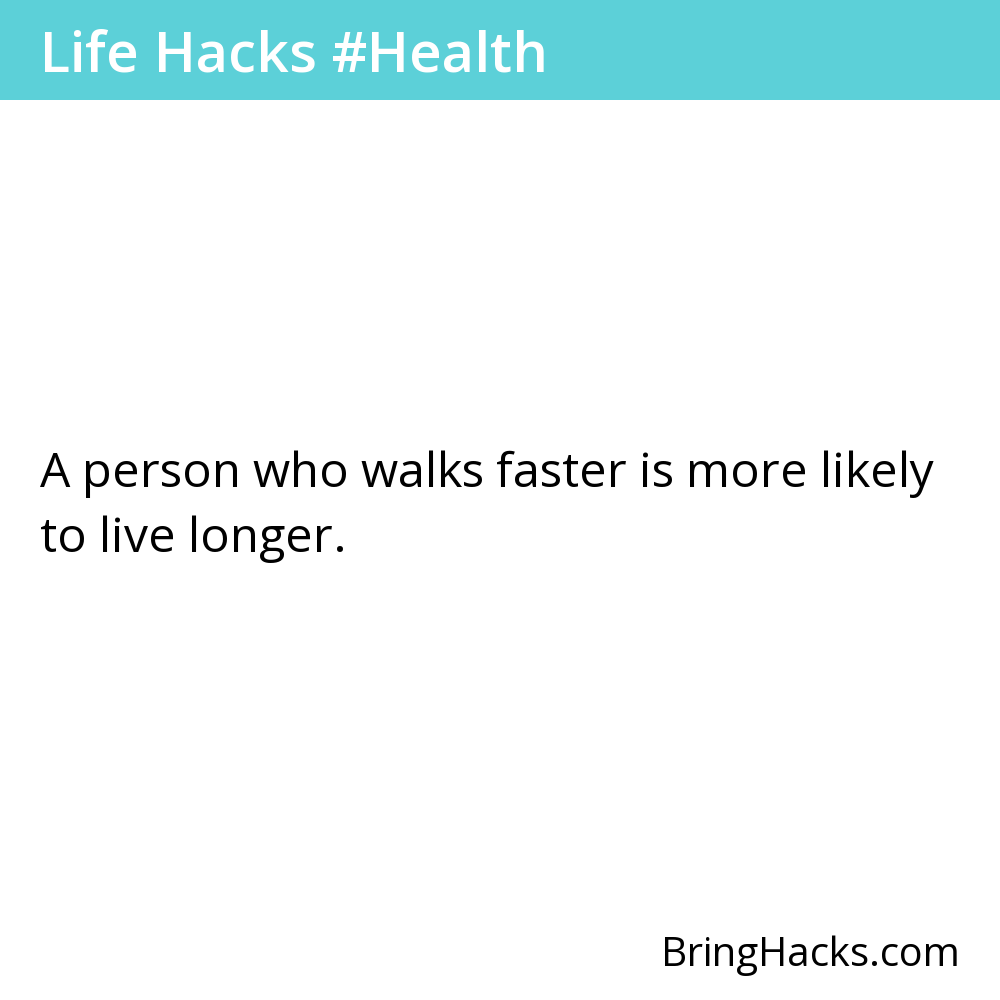 Life Hacks #Health
A person who walks faster is more likely
to live longer.
BringHacks.com